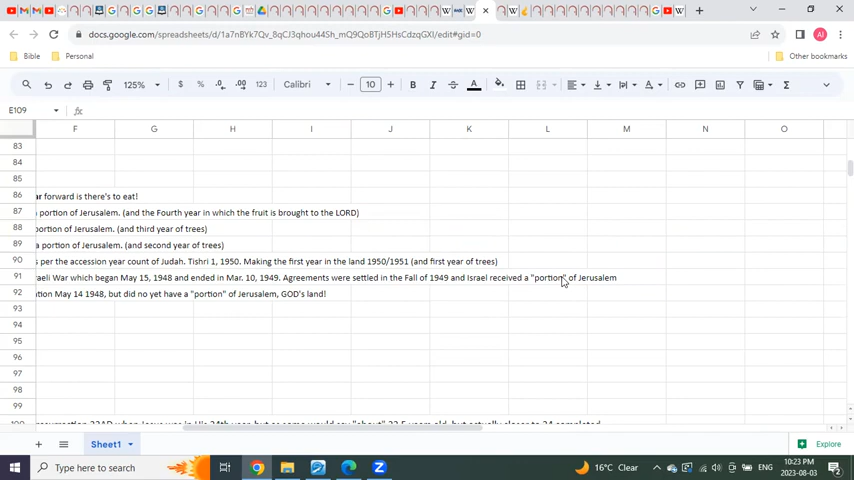 docs.google.com/spreadsheets/d/1a7nBYk7Qv_8qCJ3qhou44Sh_mQ9QoBTjH5HsCdzqGXI/edit#gid=0
Bible Personal Other bookmarks
125% $ % .0 .00 123 Calibri 10 B I A
E109 fx
F G H I J K L M N O
83
84
85
86 ar forward is there's to eat!
87 portion of Jerusalem. (and the Fourth year in which the fruit is brought to the LORD)
88 portion of Jerusalem. (and third year of trees)
89 a portion of Jerusalem. (and second year of trees)
90 s per the accession year count of Judah. Tishri 1, 1950. Making the first year in the land 1950/1951 (and first year of trees)
91 raeli War which began May 15, 1948 and ended in Mar. 10, 1949. Agreements were settled in the Fall of 1949 and Israel received a "portion" of Jerusalem
92 ation May 14 1948, but did no yet have a "portion" of Jerusalem, GOD's land!
93
94
95
96
97
98
99
100
Sheet1 Explore
Type here to search 16°C Clear ENG 10:23 PM 2023-08-03 2